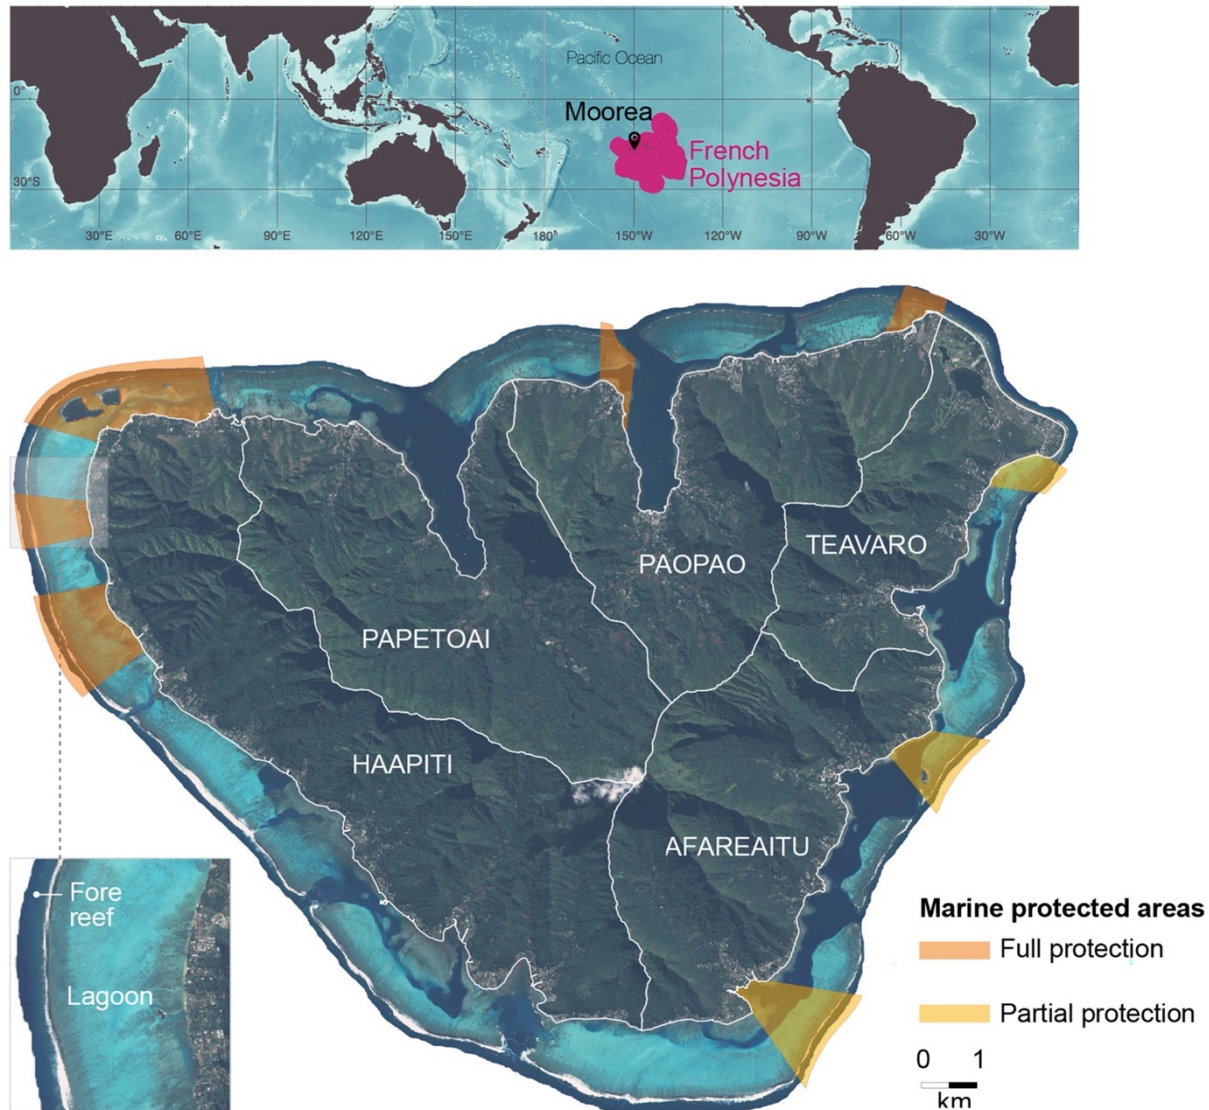 Pacific Ocean
0°
Moorea
French
Polynesia
30°S
30°E
60°E
90°E
120°E
150°E
180°
150°W
120°W
90°W
60°W
30°W
TEAVARO
PAOPAO
PAPETOAI
HAAPITI
AFAREAITU
Fore
reef
Lagoon
Marine protected areas
Full protection
Partial protection
0 1
km